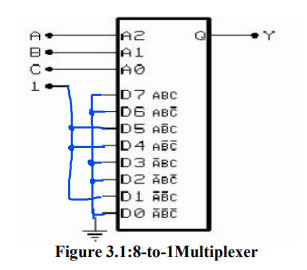 A A2 Q Y
B A1
C A0
1
D7 ABC
D6 ABC̄
D5 AB̄C
D4 AB̄C̄
D3 ĀBC
D2 ĀBC̄
D1 ĀB̄C
D0 ĀB̄C̄
Figure 3.1:8-to-1Multiplexer